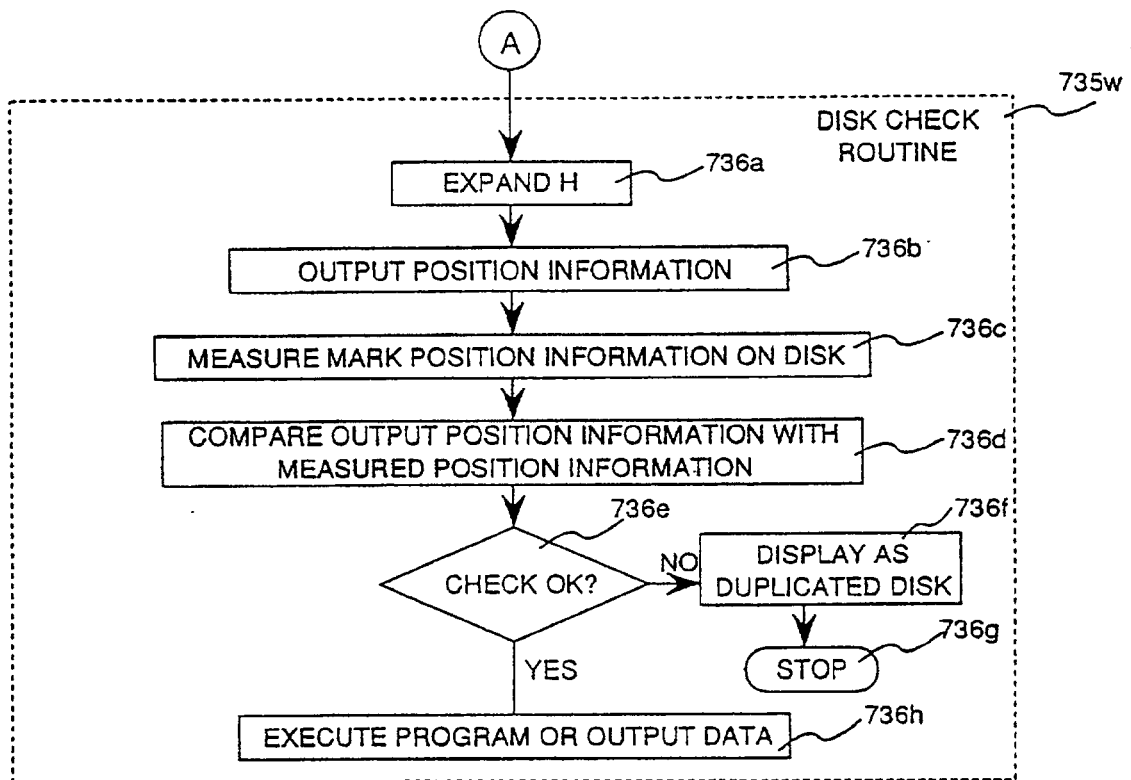 A
735w
DISK CHECK
ROUTINE
736a
EXPAND H
736b
OUTPUT POSITION INFORMATION
736c
MEASURE MARK POSITION INFORMATION ON DISK
COMPARE OUTPUT POSITION INFORMATION WITH
MEASURED POSITION INFORMATION
736d
736e
736f
CHECK OK?
NO
DISPLAY AS
DUPLICATED DISK
736g
STOP
YES
736h
EXECUTE PROGRAM OR OUTPUT DATA